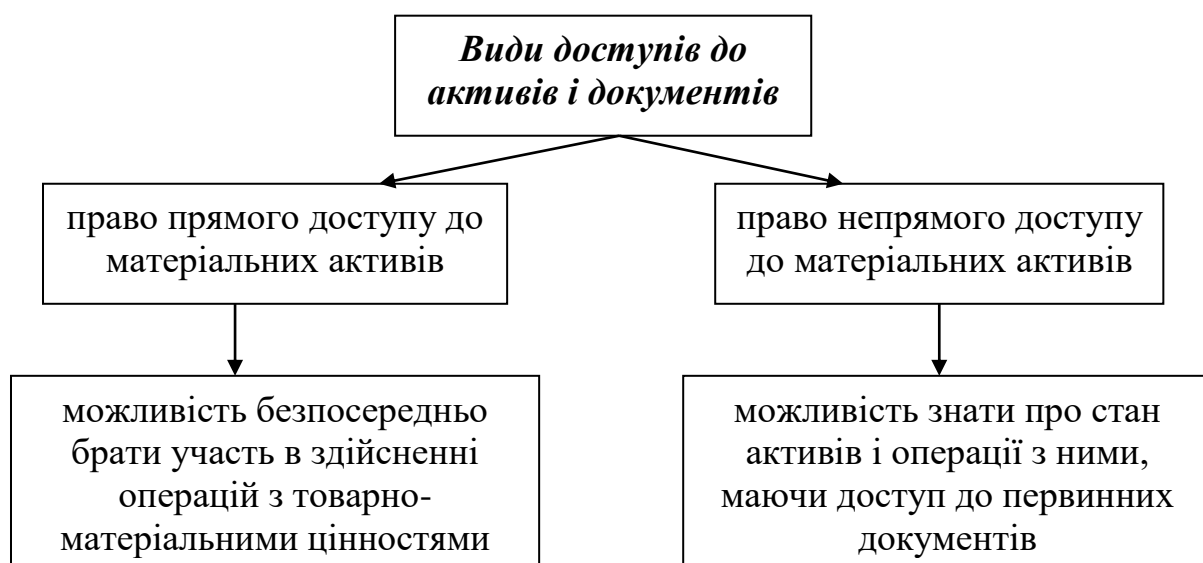 Види доступів до
активів і документів
право прямого доступу до
матеріальних активів
право непрямого доступу
до матеріальних активів
можливість безпосередньо
брати участь в здійсненні
операцій з товарно-
матеріальними цінностями
можливість знати про стан
активів і операції з ними,
маючи доступ до первинних
документів